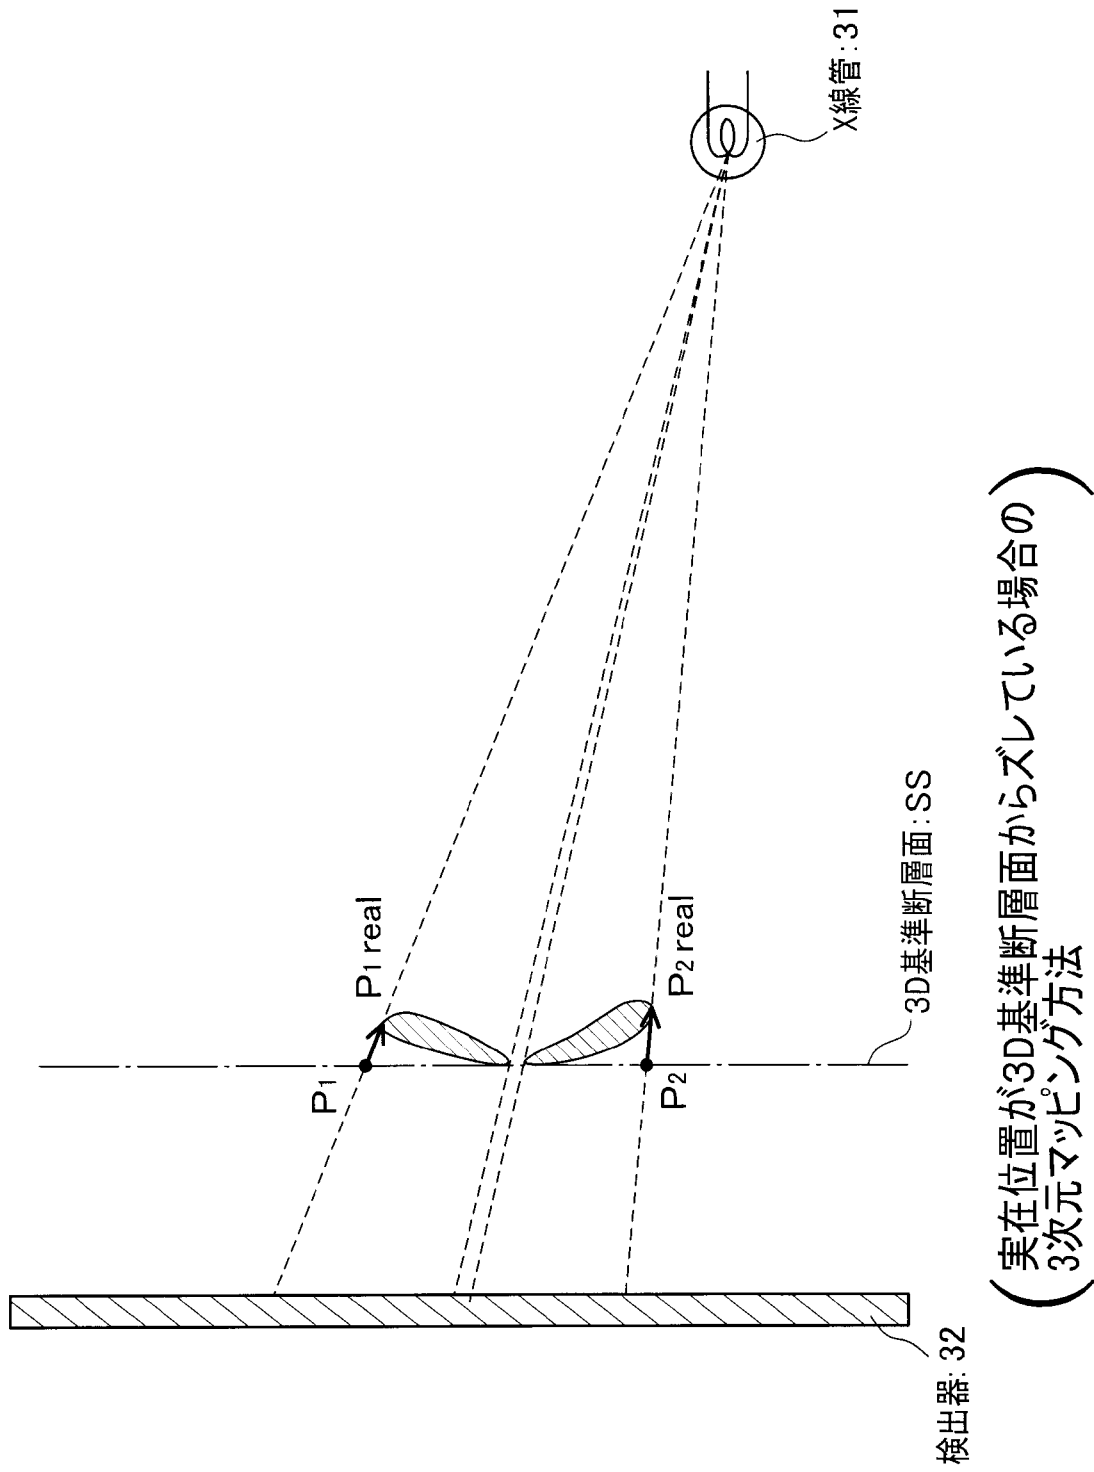 X線管:31
P1 real
P1
P2 real
P2
3D基準断層面:SS
検出器:32
(実在位置が3D基準断層面からズレている場合の
3次元マッピング方法)